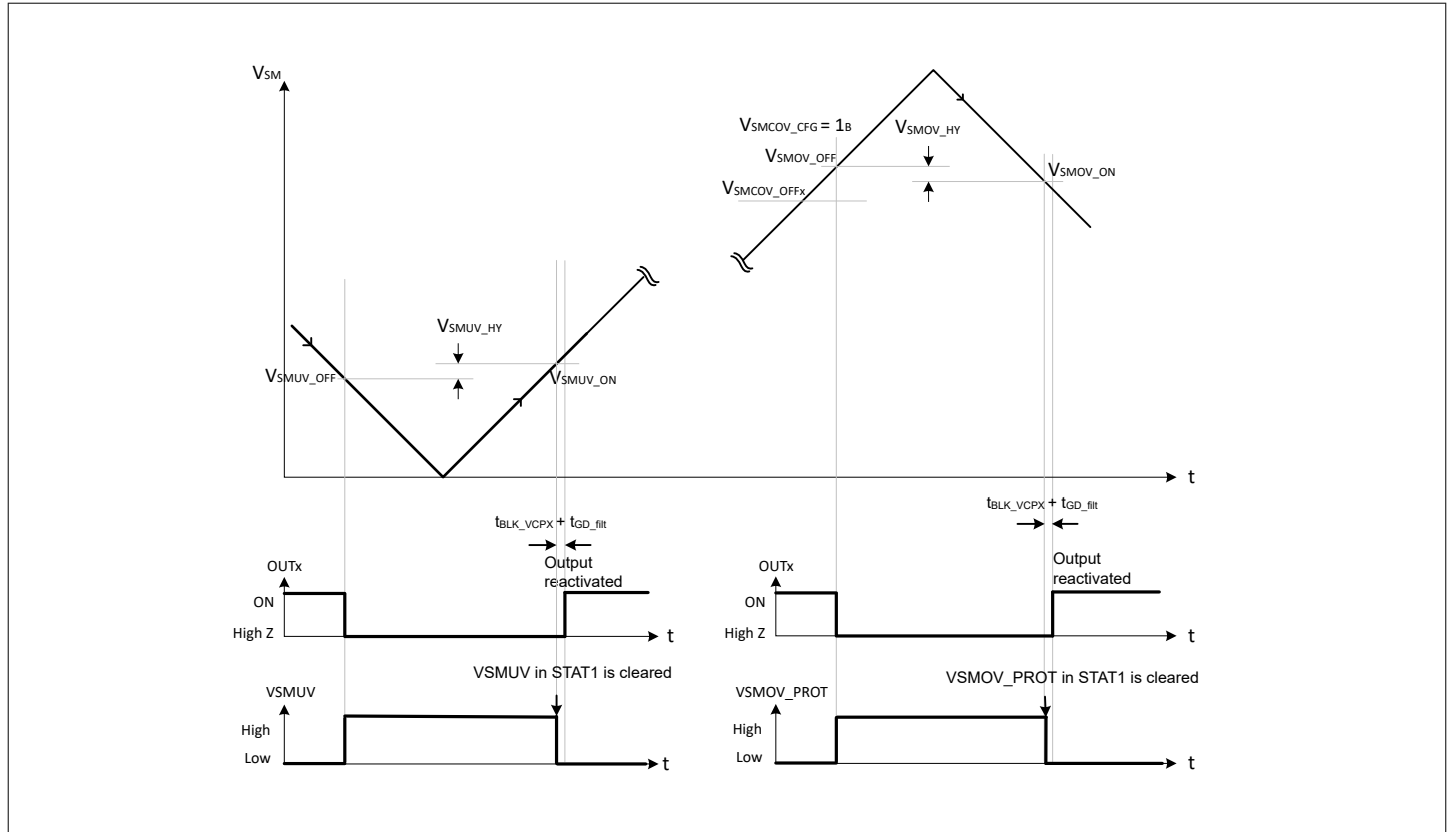 VSM
VSMCOV_CFG = 1B
VSMOV_HY
VSMOV_OFF
VSMOV_ON
VSMCOV_OFFx
VSMUV_HY
VSMUV_OFF
VSMUV_ON
t
tBLK_VCPX + tGD_filt
tBLK_VCPX + tGD_filt
OUTx
Output
reactivated
ON
High Z
t
OUTx
Output
reactivated
ON
High Z
t
VSMUV in STAT1 is cleared
VSMUV
High
Low
t
VSMOV_PROT in STAT1 is cleared
VSMOV_PROT
High
Low
t